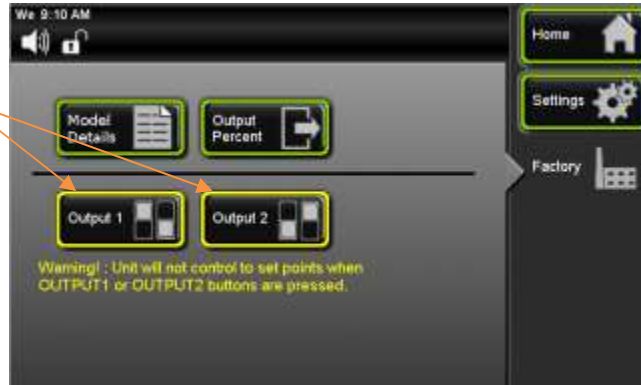 We 9:10 AM
Home
Model
Details
Output
Percent
Settings
Factory
Output 1
Output 2
Warning! : Unit will not control to set points when
OUTPUT1 or OUTPUT2 buttons are pressed.